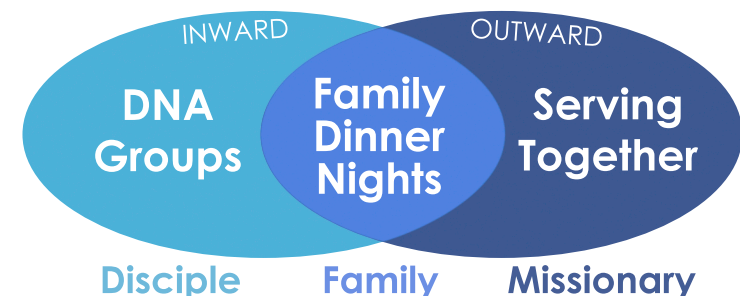 INWARD
OUTWARD
DNA
Groups
Family
Dinner
Nights
Serving
Together
Disciple
Family
Missionary